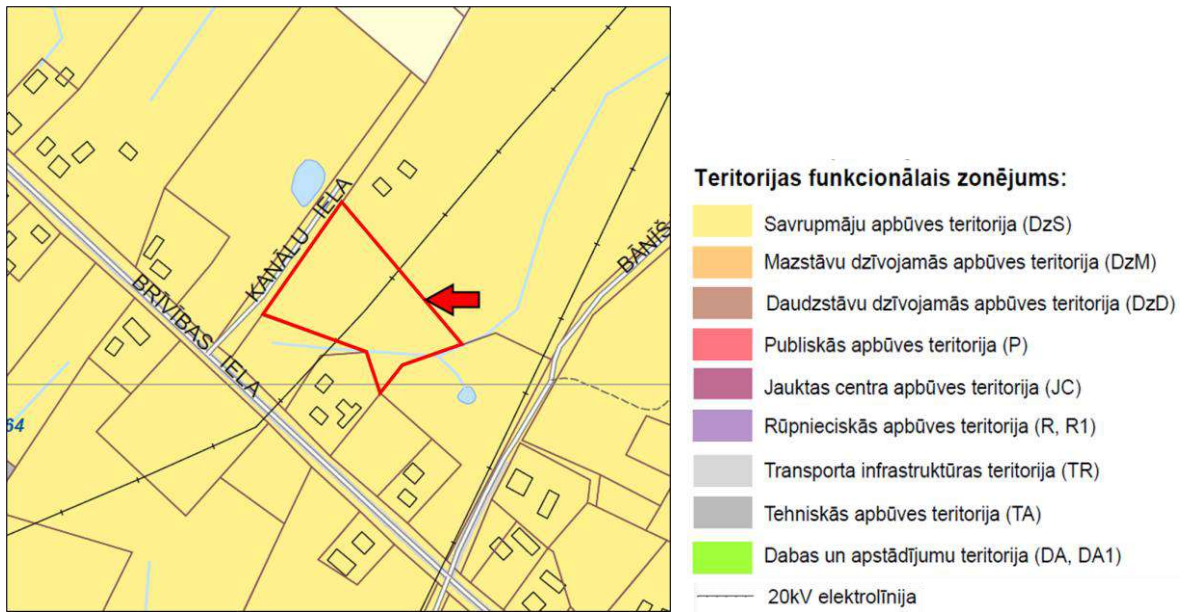 KANĀLU IELA
BRĪVĪBAS IELA
BĀNĪŠ
64
Teritorijas funkcionālais zonējums:
Savrupmāju apbūves teritorija (DzS)
Mazstāvu dzīvojamās apbūves teritorija (DzM)
Daudzstāvu dzīvojamās apbūves teritorija (DzD)
Publiskās apbūves teritorija (P)
Jauktas centra apbūves teritorija (JC)
Rūpnieciskās apbūves teritorija (R, R1)
Transporta infrastruktūras teritorija (TR)
Tehniskās apbūves teritorija (TA)
Dabas un apstādījumu teritorija (DA, DA1)
20kV elektrolīnija